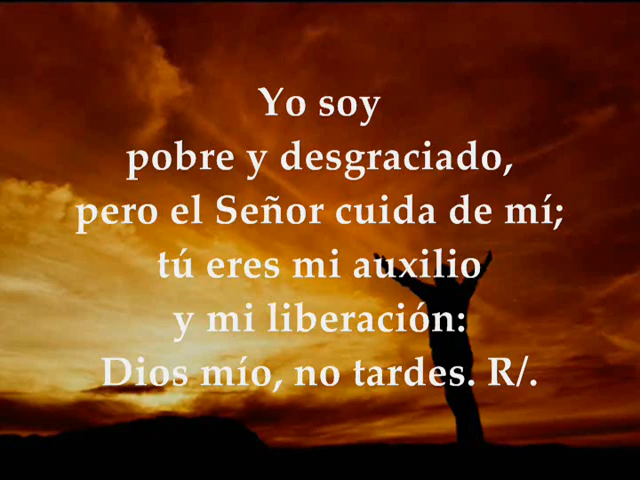 Yo soy
pobre y desgraciado,
pero el Señor cuida de mí;
tú eres mi auxilio
y mi liberación:
Dios mío, no tardes. R/.